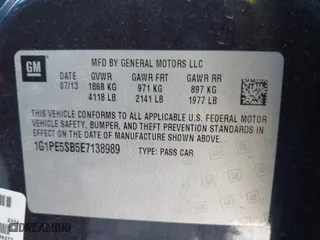 GM
MFD BY GENERAL MOTORS LLC
DATE GVWR GAWR FRT GAWR RR
07/13 1868 KG 971 KG 897 KG
4118 LB 2141 LB 1977 LB
THIS VEHICLE CONFORMS TO ALL APPLICABLE U.S. FEDERAL MOTOR
VEHICLE SAFETY, BUMPER, AND THEFT PREVENTION STANDARDS IN
EFFECT ON THE DATE OF MANUFACTURE SHOWN ABOVE.
1G1PE5SB5E7138989 TYPE: PASS CAR
DREAMBID